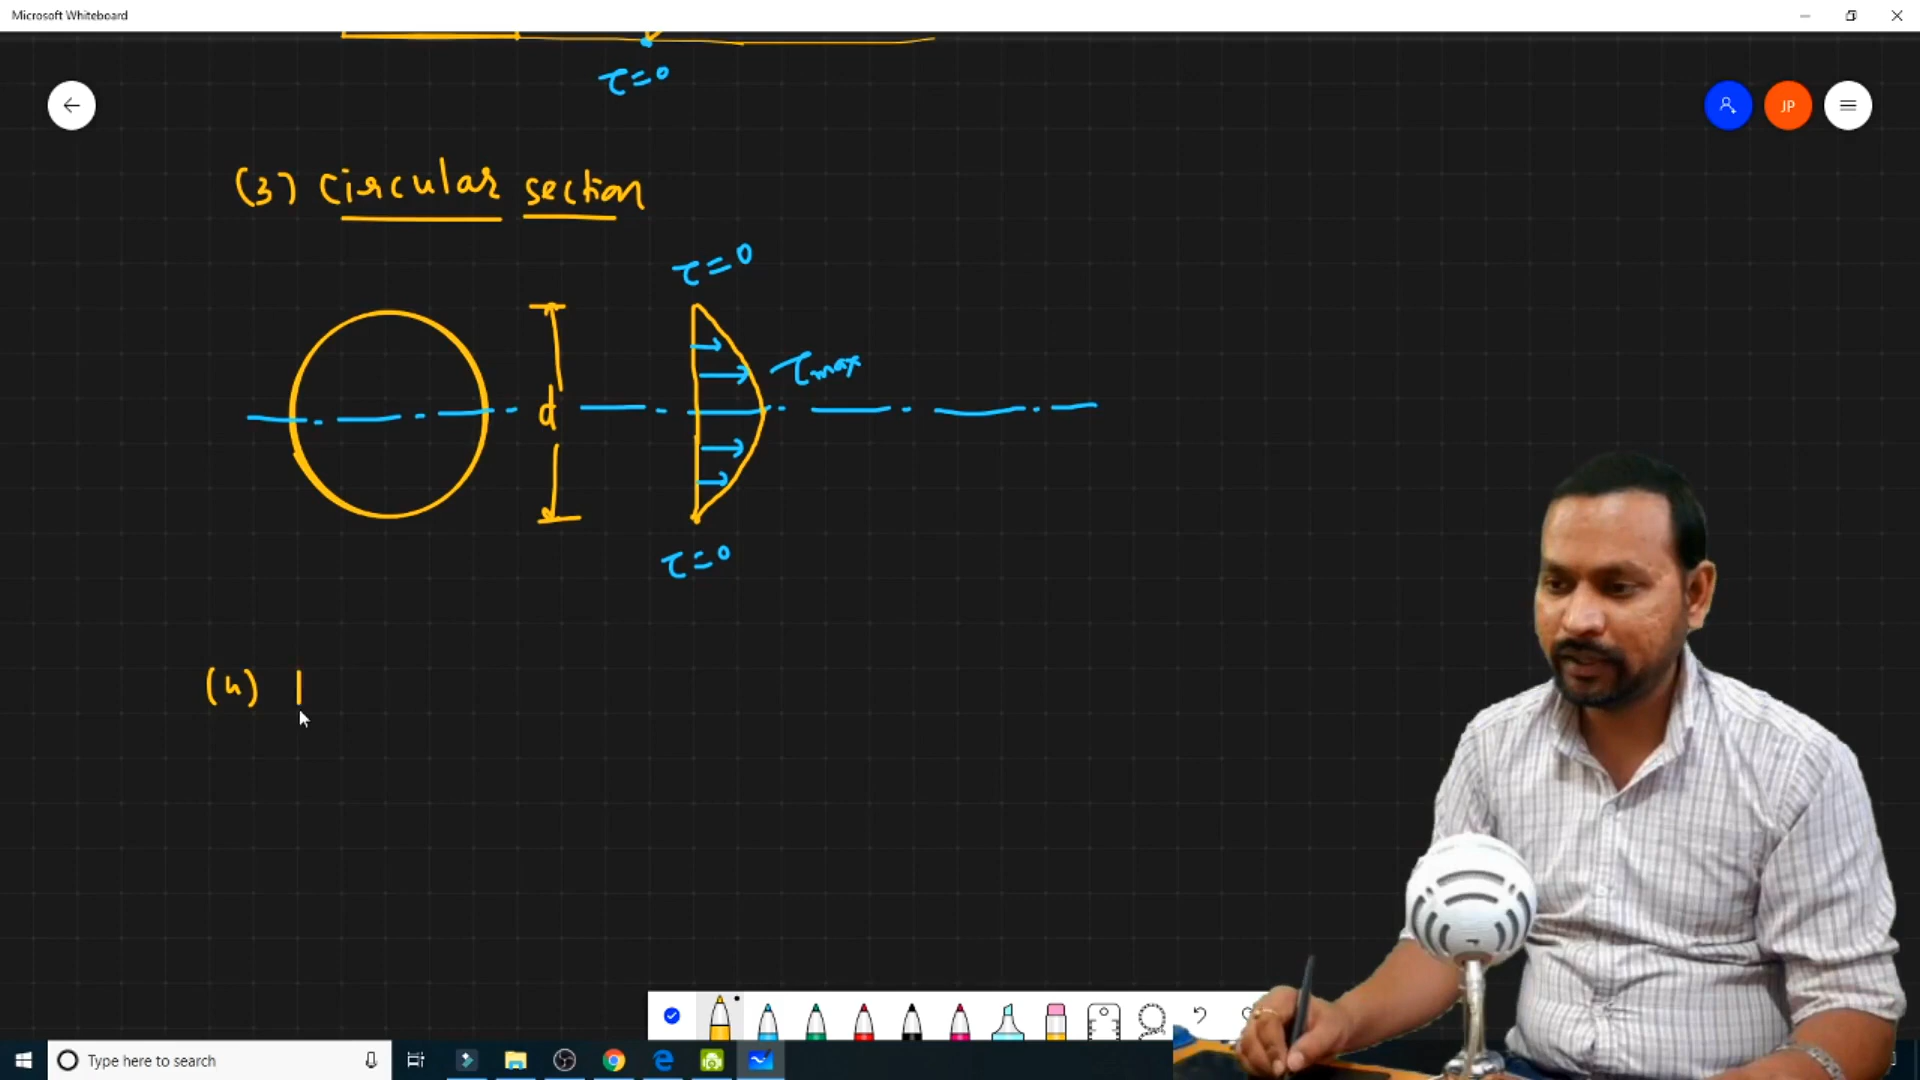 Microsoft Whiteboard
τ=0
JP
(3) Circular section
τ=0
τmax
d
τ=0
(4)
Type here to search